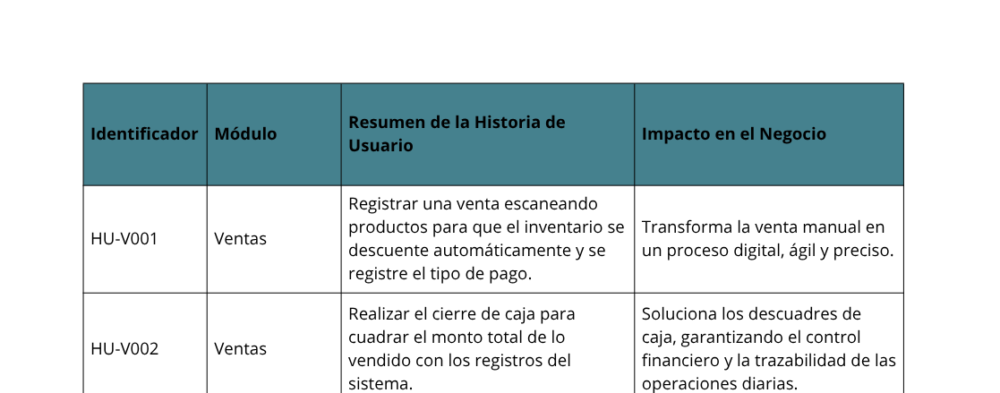 Identificador
Módulo
Resumen de la Historia de
Usuario
Impacto en el Negocio
HU-V001
Ventas
Registrar una venta escaneando
productos para que el inventario se
descuente automáticamente y se
registre el tipo de pago.
Transforma la venta manual en
un proceso digital, ágil y preciso.
HU-V002
Ventas
Realizar el cierre de caja para
cuadrar el monto total de lo
vendido con los registros del
sistema.
Soluciona los descuadres de
caja, garantizando el control
financiero y la trazabilidad de las
operaciones diarias.